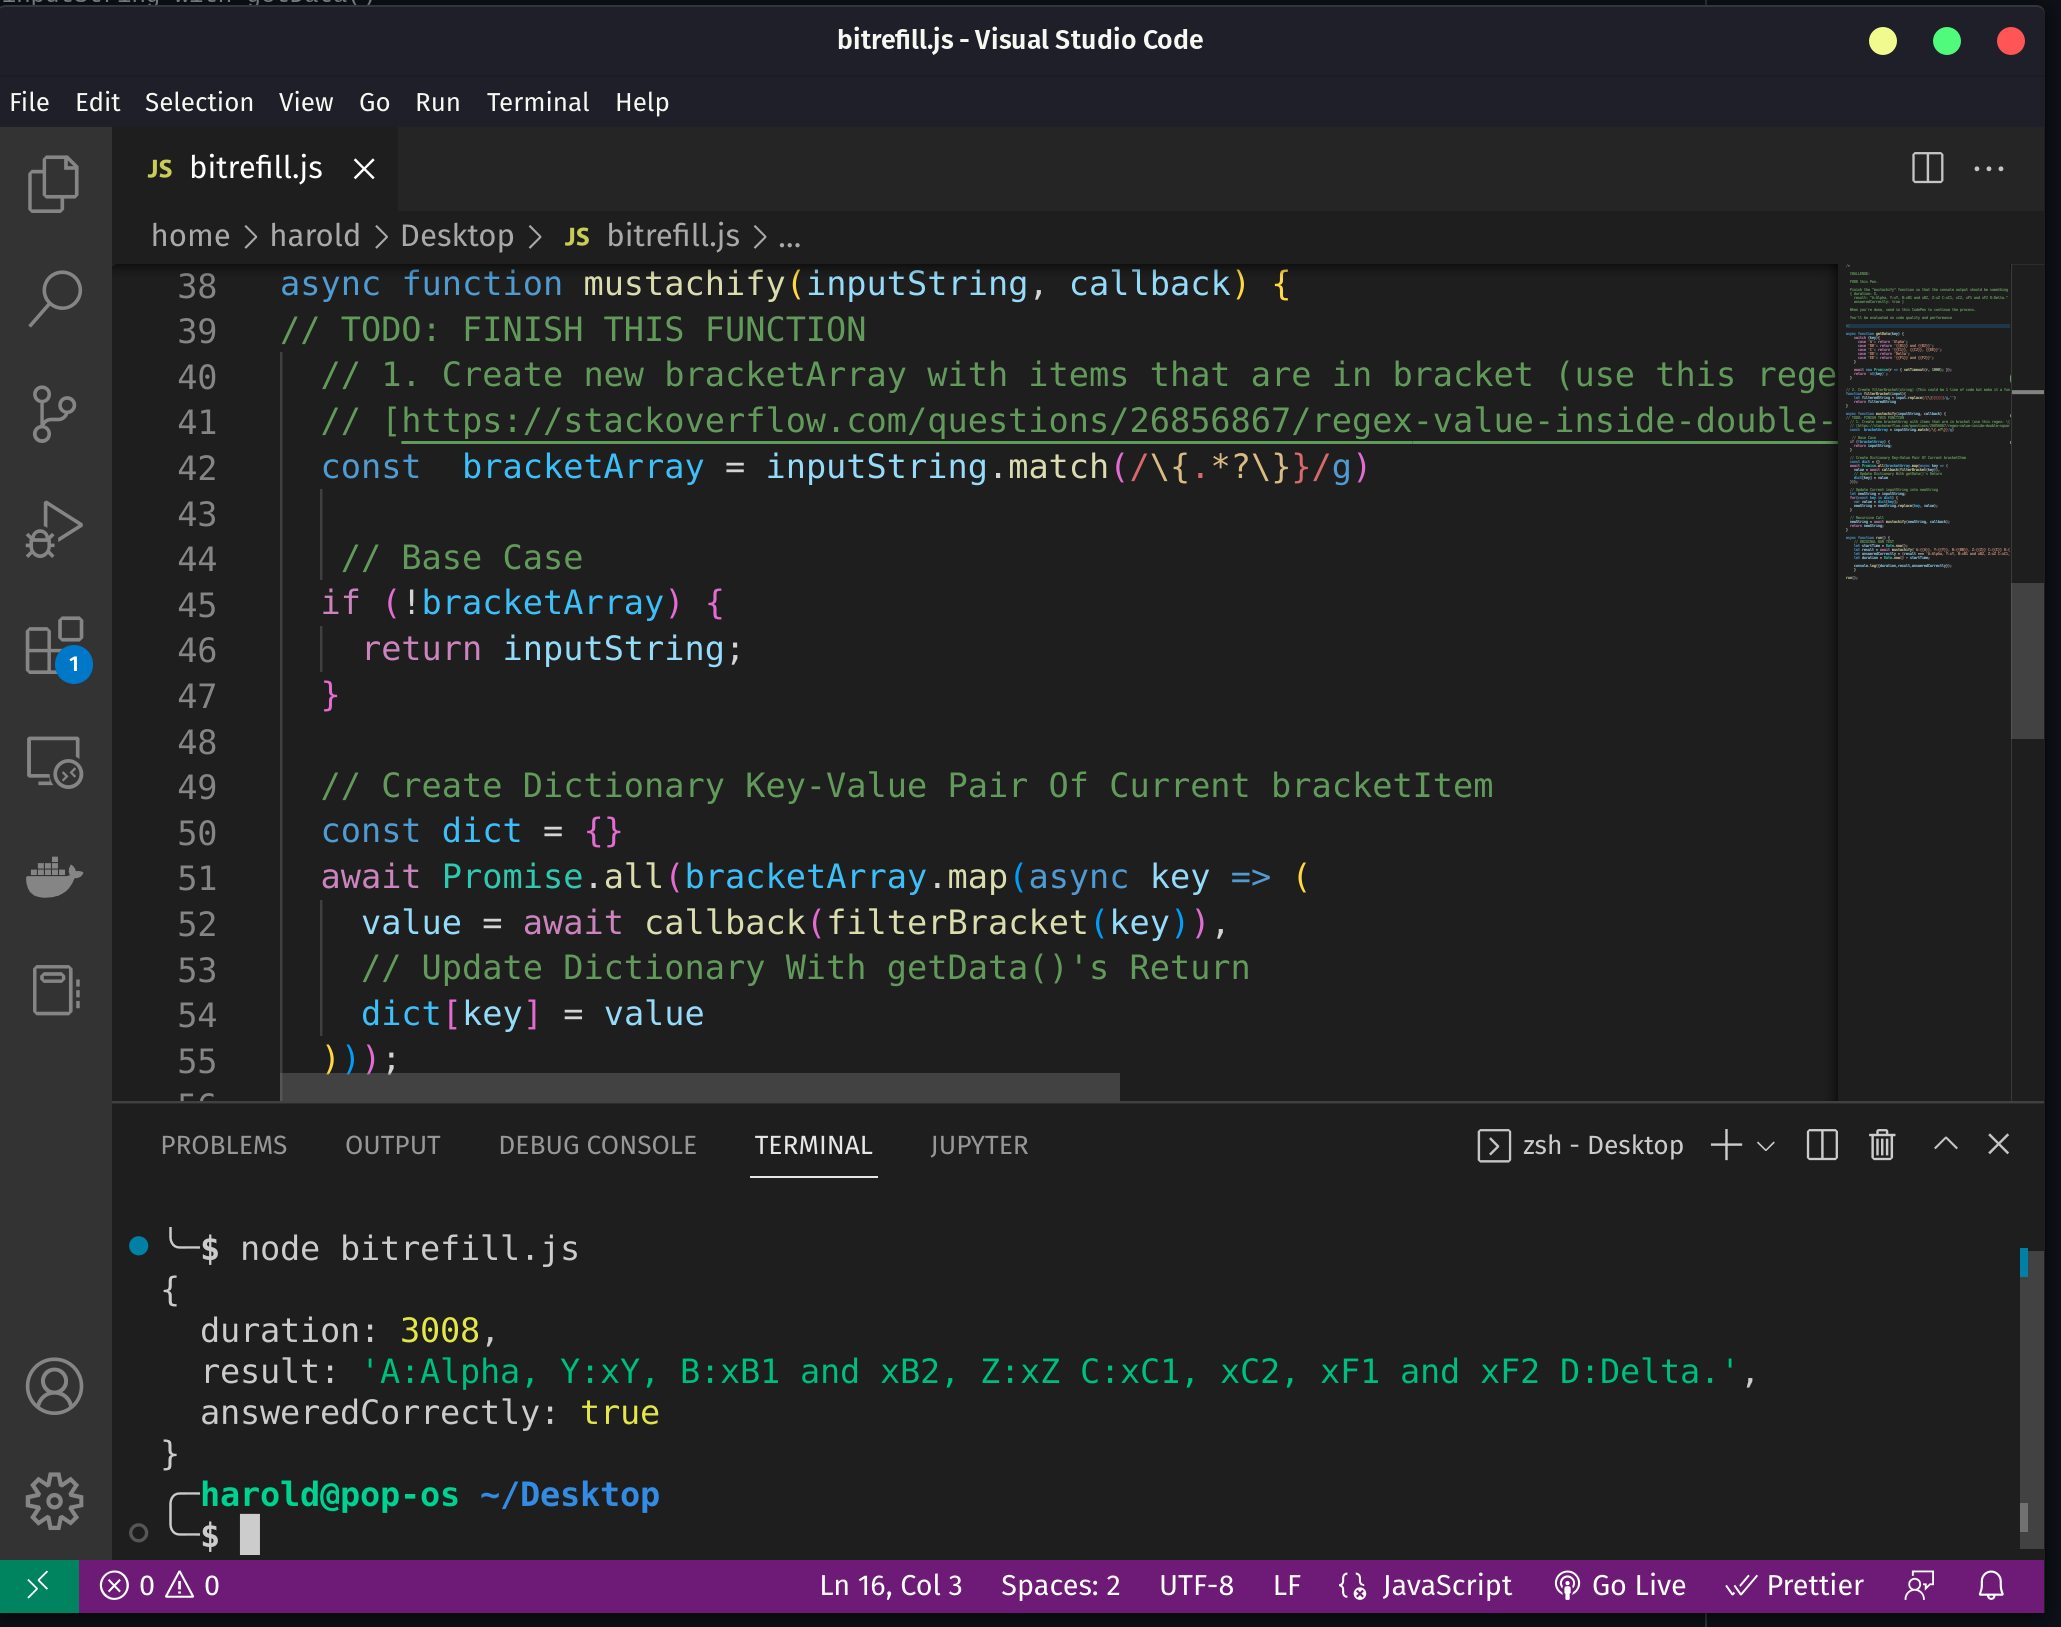 bitrefill.js - Visual Studio Code
File Edit Selection View Go Run Terminal Help
JS bitrefill.js
home > harold > Desktop > JS bitrefill.js > ...
38 async function mustachify(inputString, callback) {
39 // TODO: FINISH THIS FUNCTION
40 // 1. Create new bracketArray with items that are in bracket (use this rege
41 // [https://stackoverflow.com/questions/26856867/regex-value-inside-double-
42 const  bracketArray = inputString.match(/\{.*?\}}/g)
43
44 // Base Case
45 if (!bracketArray) {
46 return inputString;
47 }
48
49 // Create Dictionary Key-Value Pair Of Current bracketItem
50 const dict = {}
51 await Promise.all(bracketArray.map(async key => (
52 value = await callback(filterBracket(key)),
53 // Update Dictionary With getData()'s Return
54 dict[key] = value
55 )));
1
PROBLEMS OUTPUT DEBUG CONSOLE TERMINAL JUPYTER
zsh - Desktop
$ node bitrefill.js
{
duration: 3008,
result: 'A:Alpha, Y:xY, B:xB1 and xB2, Z:xZ C:xC1, xC2, xF1 and xF2 D:Delta.',
answeredCorrectly: true
}
harold@pop-os ~/Desktop
$
0 0 Ln 16, Col 3 Spaces: 2 UTF-8 LF JavaScript Go Live Prettier